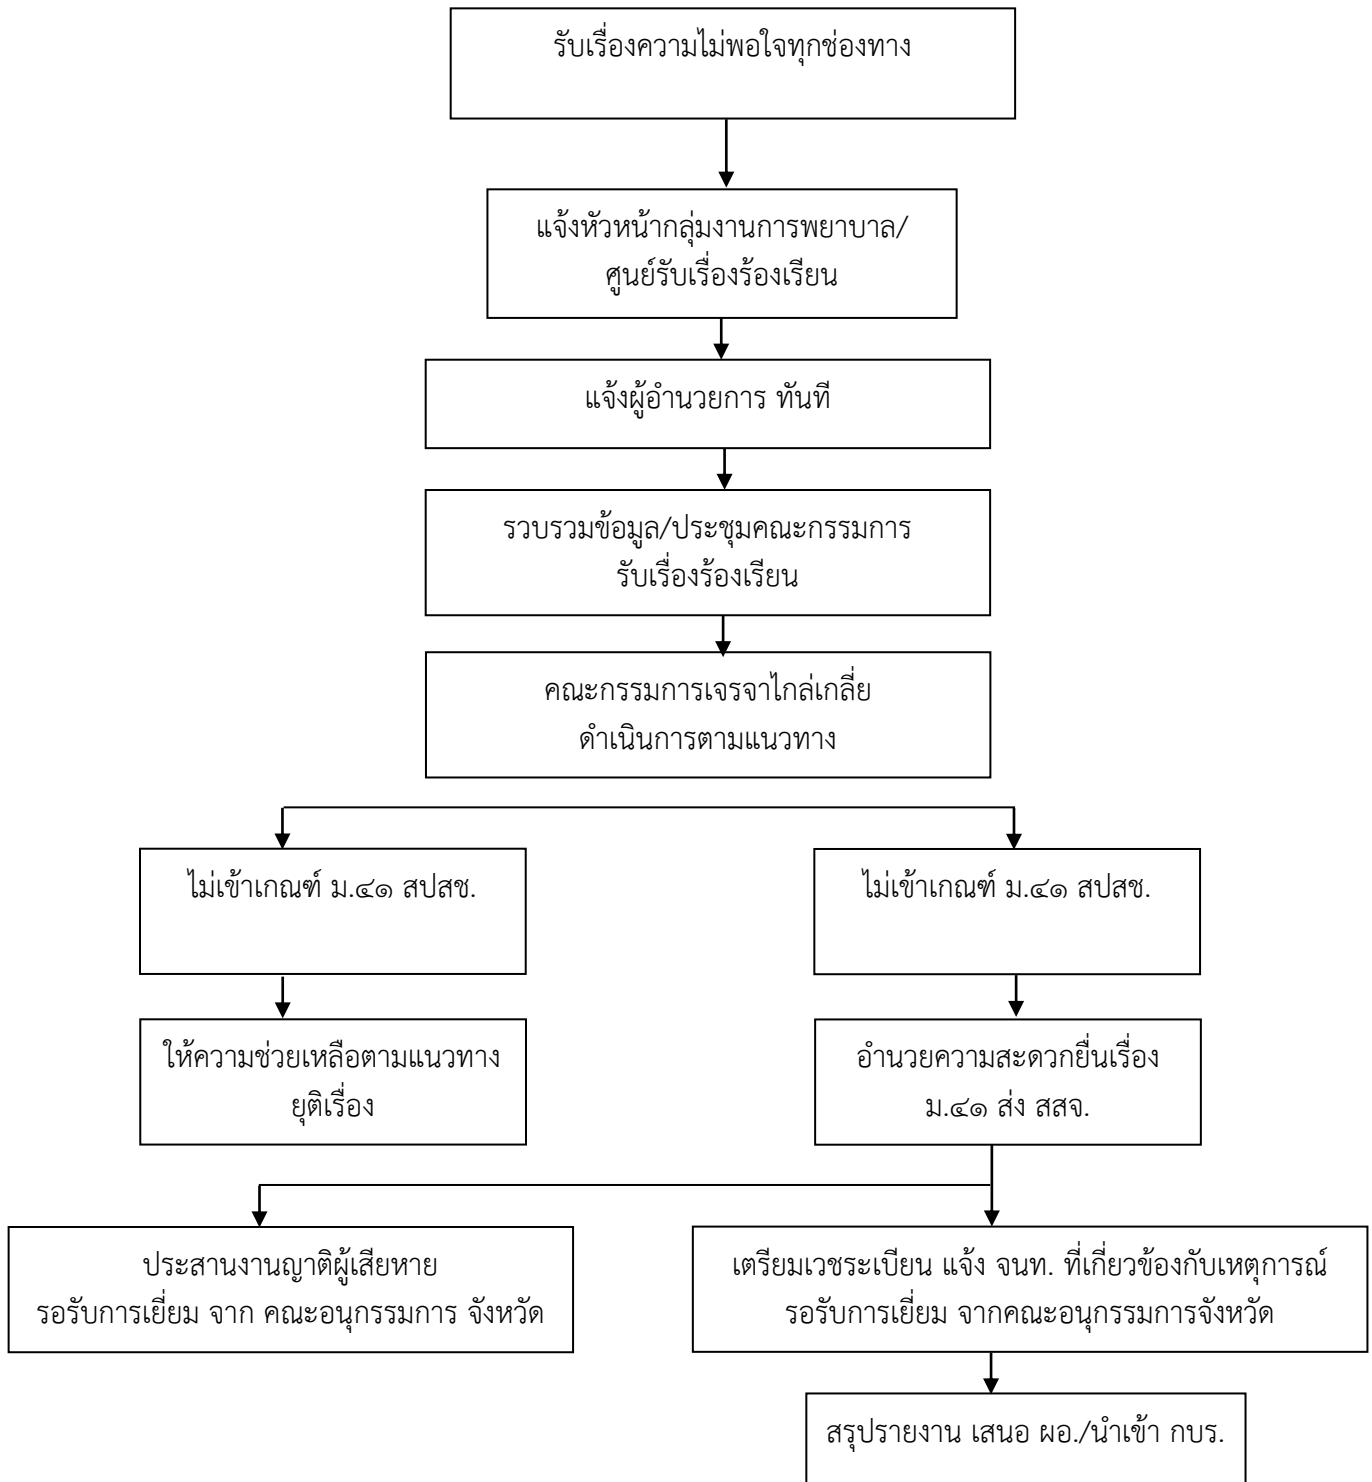 รับเรื่องความไม่พอใจทุกช่องทาง
แจ้งหัวหน้ากลุ่มงานการพยาบาล/
ศูนย์รับเรื่องร้องเรียน
แจ้งผู้อำนวยการ ทันที
รวบรวมข้อมูล/ประชุมคณะกรรมการ
รับเรื่องร้องเรียน
คณะกรรมการเจรจาไกล่เกลี่ย
ดำเนินการตามแนวทาง
ไม่เข้าเกณฑ์ ม.๔๑ สปสช.
ไม่เข้าเกณฑ์ ม.๔๑ สปสช.
ให้ความช่วยเหลือตามแนวทาง
ยุติเรื่อง
อำนวยความสะดวกยื่นเรื่อง
ม.๔๑ ส่ง สสจ.
ประสานงานญาติผู้เสียหาย
รอรับการเยี่ยม จาก คณะอนุกรรมการ จังหวัด
เตรียมเวชระเบียน แจ้ง จนท. ที่เกี่ยวข้องกับเหตุการณ์
รอรับการเยี่ยม จากคณะอนุกรรมการจังหวัด
สรุปรายงาน เสนอ ผอ./นำเข้า กบร.